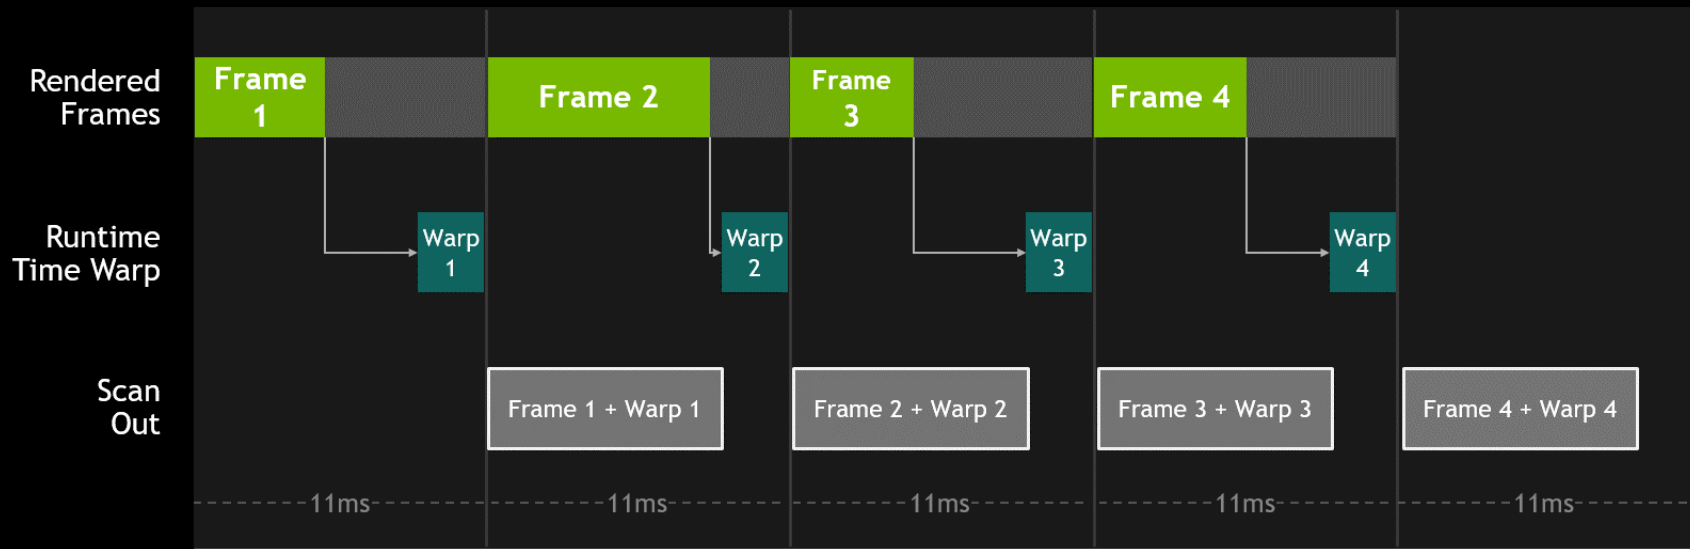 Rendered
Frames
Frame
1
Frame 2
Frame
3
Frame 4
Runtime
Time Warp
Warp
1
Warp
2
Warp
3
Warp
4
Scan
Out
Frame 1 + Warp 1
Frame 2 + Warp 2
Frame 3 + Warp 3
Frame 4 + Warp 4
11ms
11ms
11ms
11ms
11ms